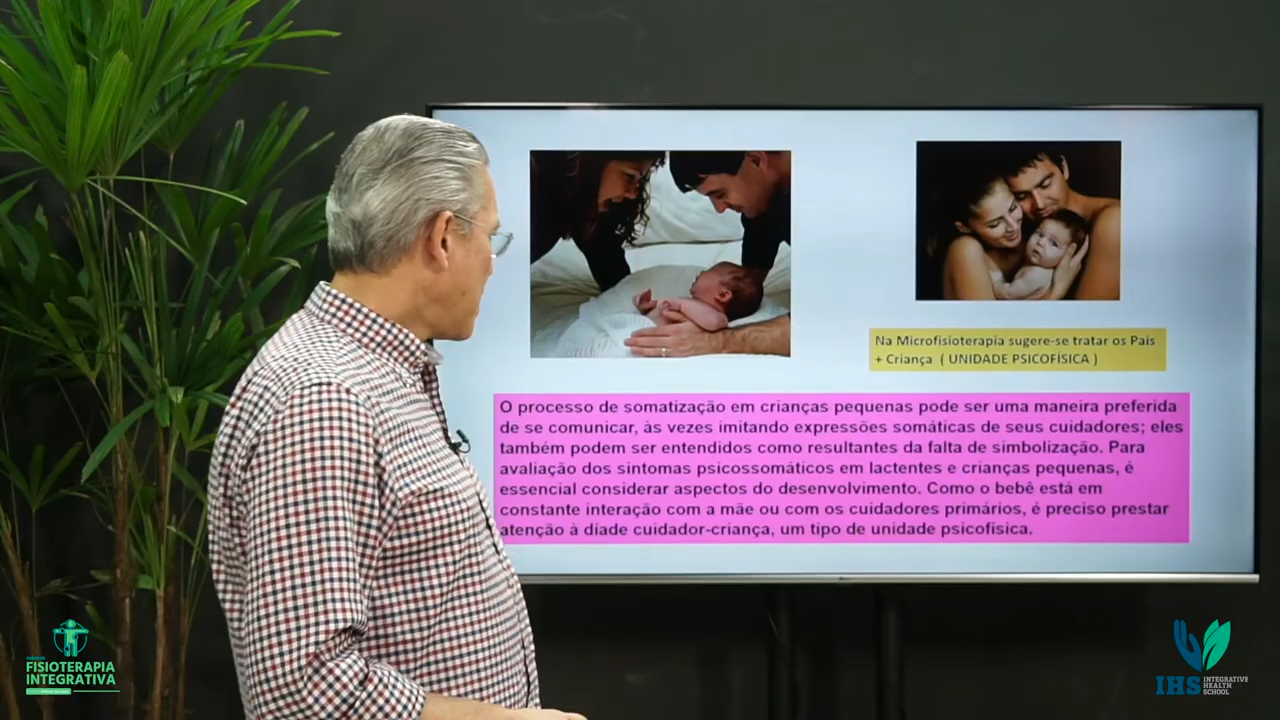 Na Microfisioterapia sugere-se tratar os Pais
+ Criança ( UNIDADE PSICOFÍSICA )
O processo de somatização em crianças pequenas pode ser uma maneira preferida
de se comunicar, às vezes imitando expressões somáticas de seus cuidadores; eles
também podem ser entendidos como resultantes da falta de simbolização. Para
avaliação dos sintomas psicossomáticos em lactentes e crianças pequenas, é
essencial considerar aspectos do desenvolvimento. Como o bebê está em
constante interação com a mãe ou com os cuidadores primários, é preciso prestar
atenção à díade cuidador-criança, um tipo de unidade psicofísica.
FISIOTERAPIA
INTEGRATIVA
IHS
INTEGRATIVE
HEALTH
SCHOOL